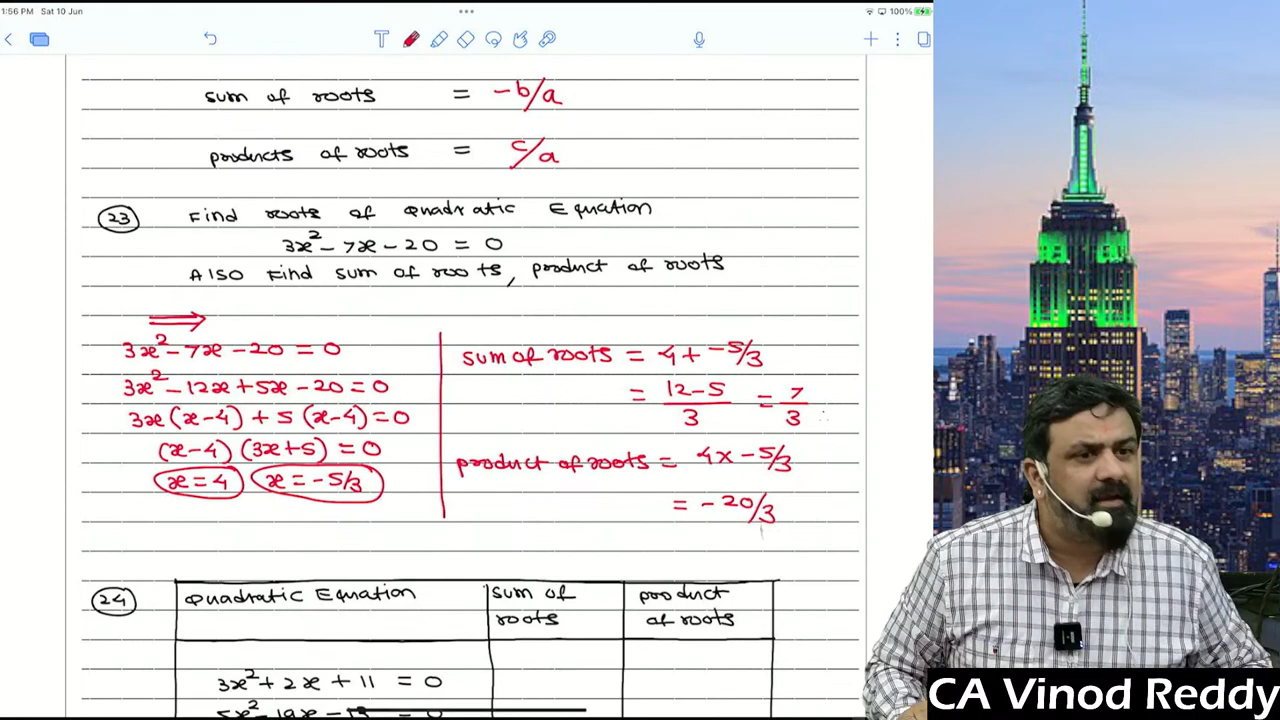 1:56 PM Sat 10 Jun
100%
T
sum of roots = -b/a
products of roots = c/a
23 Find roots of Quadratic Equation
3x² - 7x - 20 = 0
Also Find sum of roots, product of roots
3x² - 7x - 20 = 0
3x² - 12x + 5x - 20 = 0
3x(x-4) + 5(x-4) = 0
(x-4) (3x+5) = 0
x = 4 x = -5/3
sum of roots = 4 + -5/3
= 12-5/3 = 7/3
product of roots = 4 x -5/3
= -20/3
24 Quadratic Equation sum of roots product of roots
3x² + 2x + 11 = 0
CA Vinod Reddy